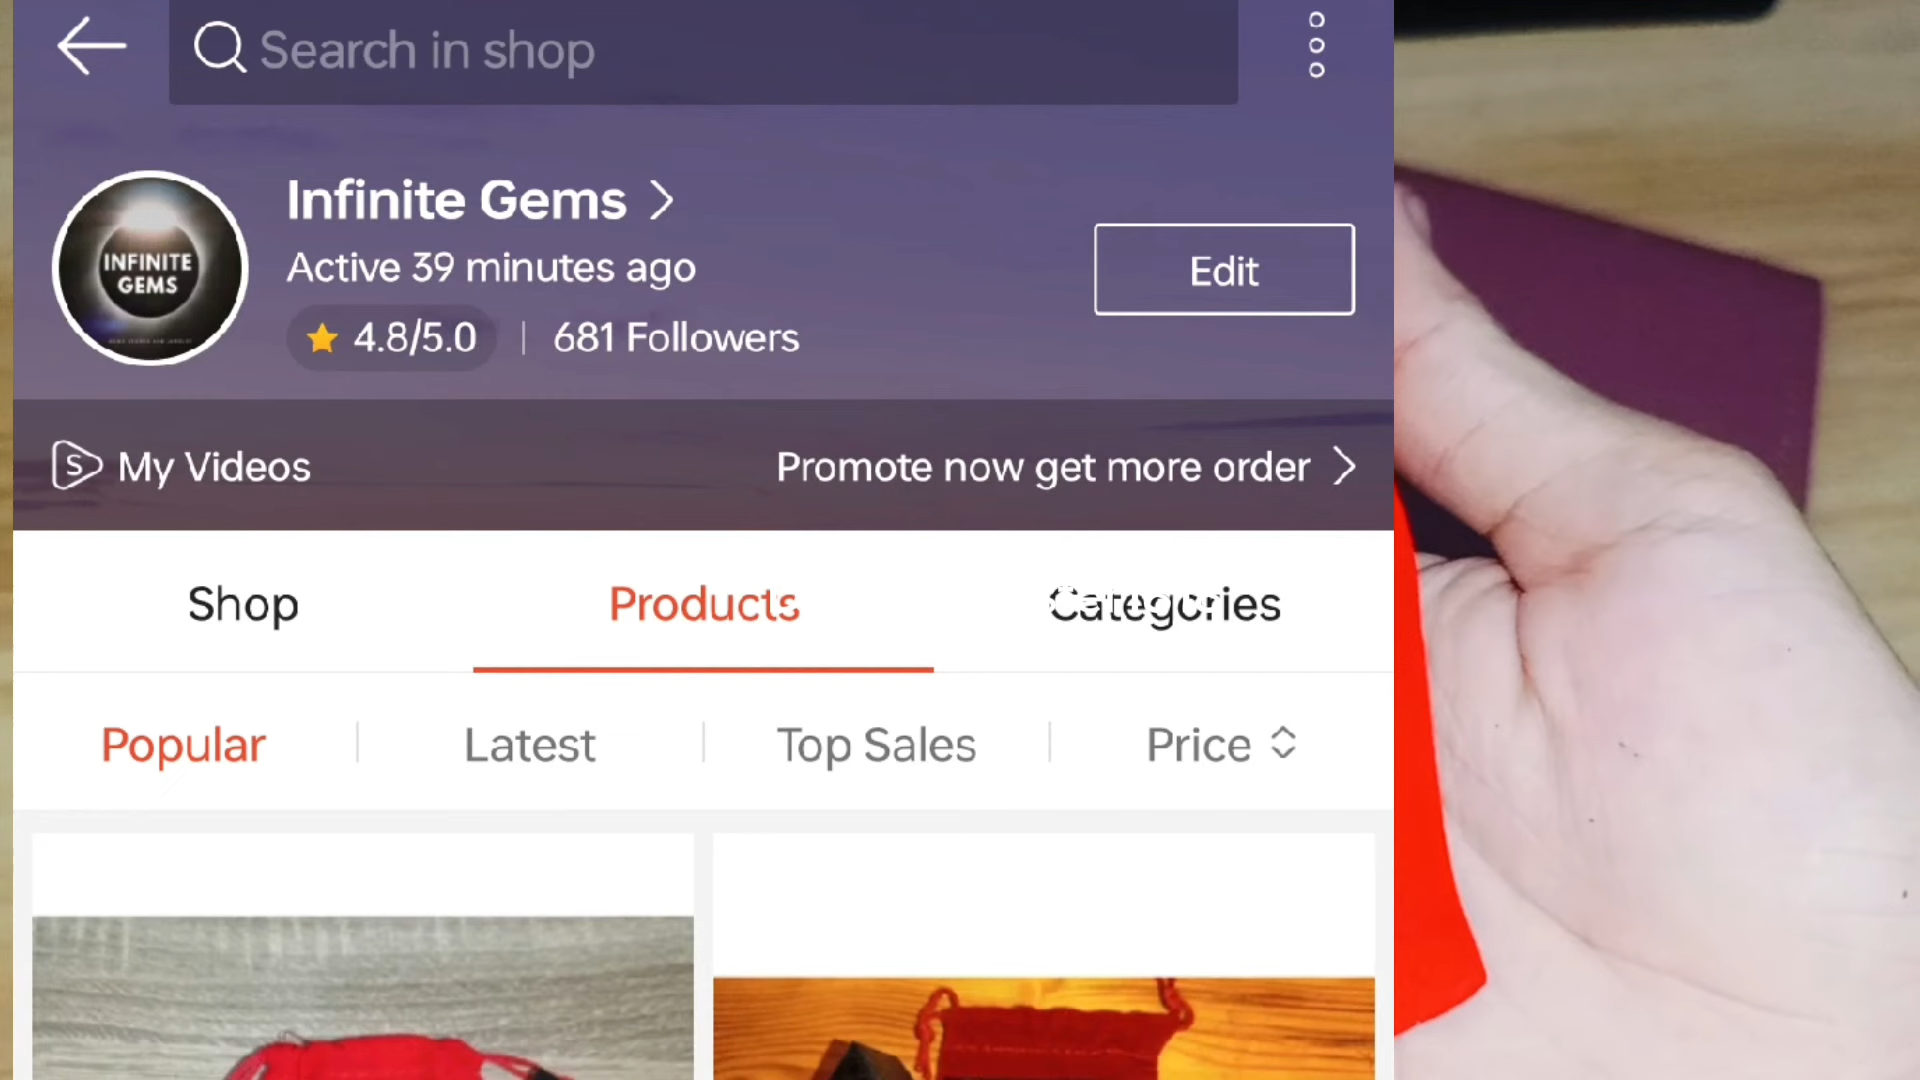 Search in shop
Infinite Gems
INFINITE
GEMS
Active 39 minutes ago
4.8/5.0
681 Followers
My Videos
Promote now get more order
Shop
Products
Categories
Popular
Latest
Top Sales
Price
Edit